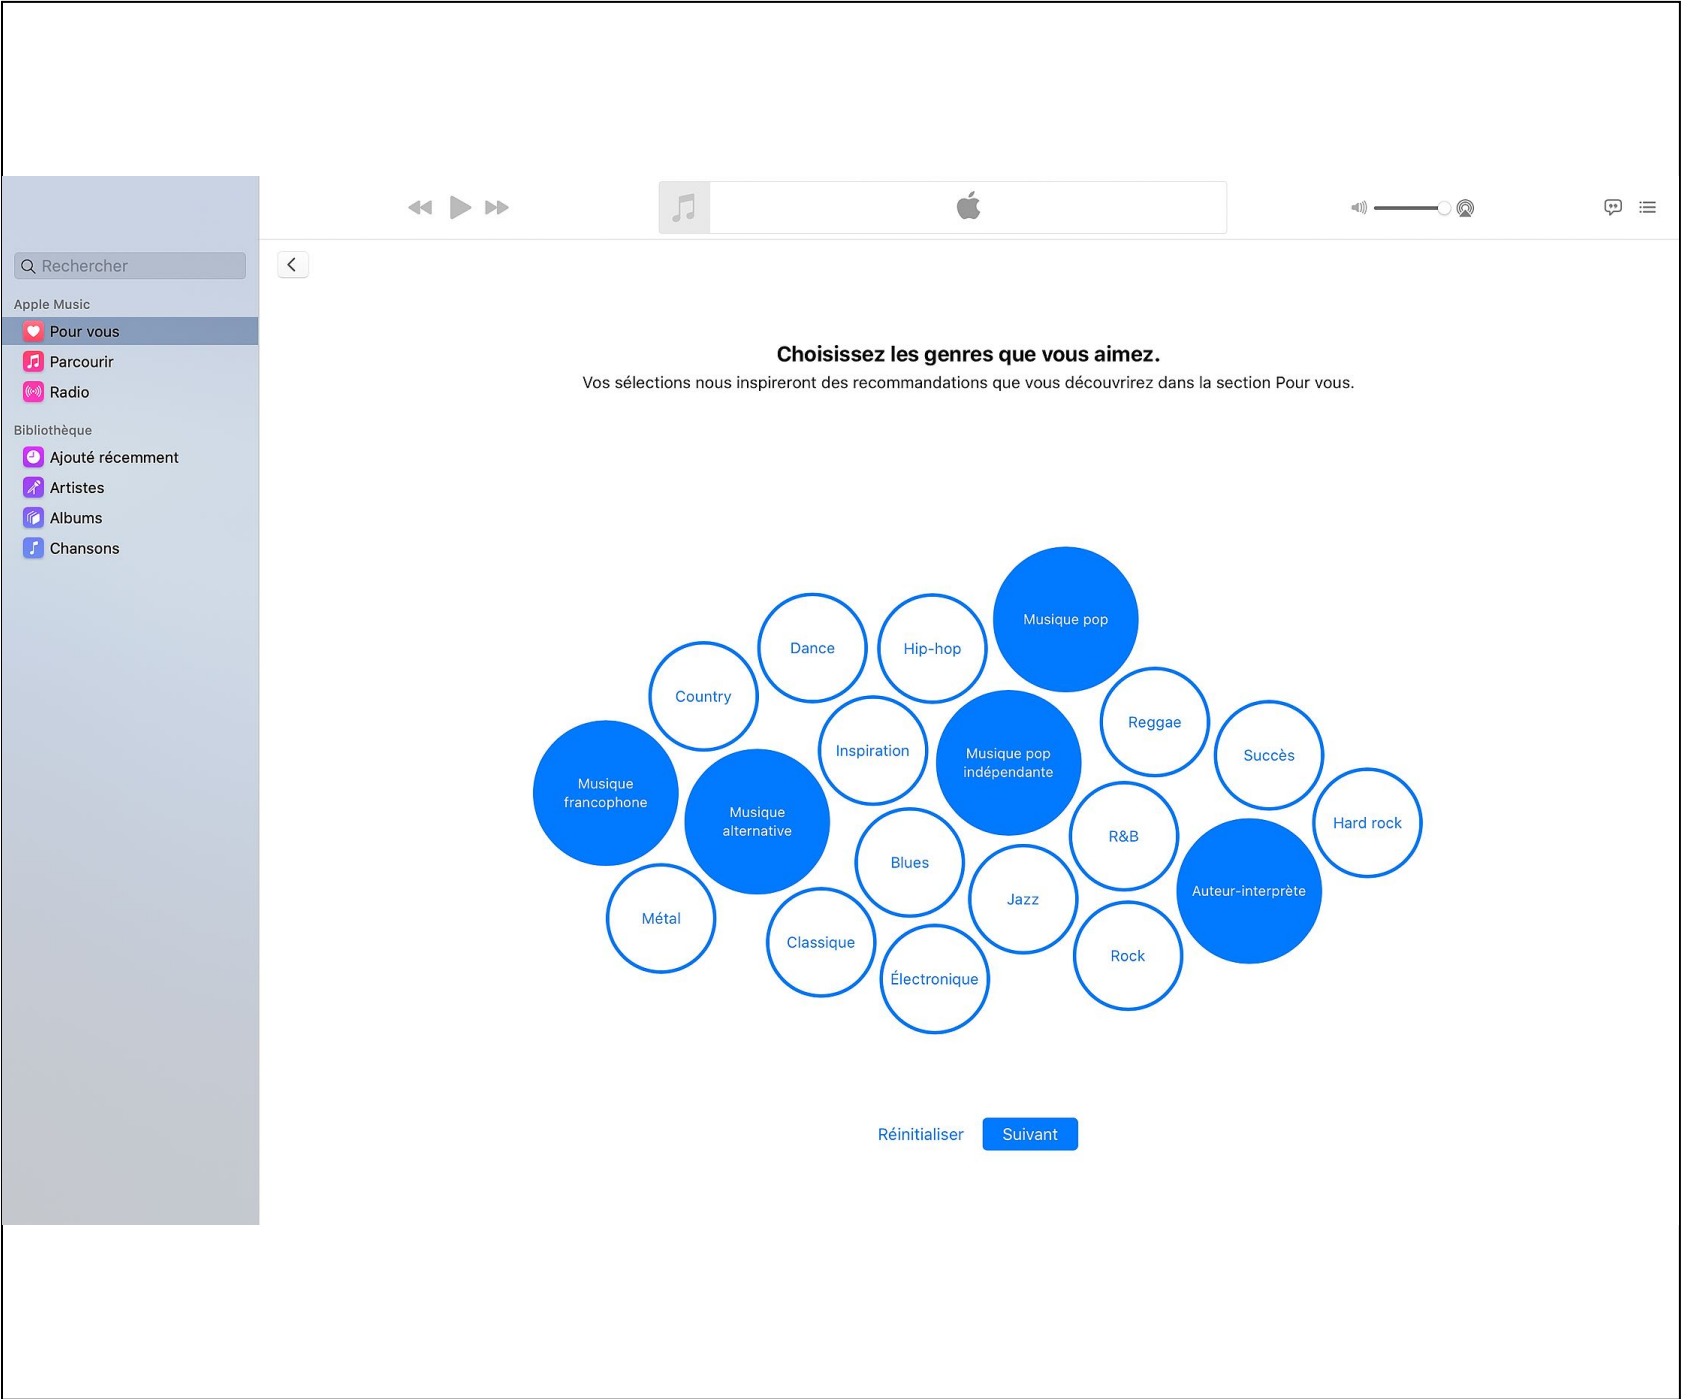 Rechercher
Apple Music
Pour vous
Parcourir
Radio
Bibliothèque
Ajouté récemment
Artistes
Albums
Chansons
Choisissez les genres que vous aimez.
Vos sélections nous inspireront des recommandations que vous découvrirez dans la section Pour vous.
Musique pop
Dance
Hip-hop
Country
Reggae
Inspiration
Musique pop
indépendante
Succès
Musique
francophone
Musique
alternative
Hard rock
R&B
Blues
Auteur-interprète
Jazz
Métal
Classique
Rock
Électronique
Réinitialiser
Suivant